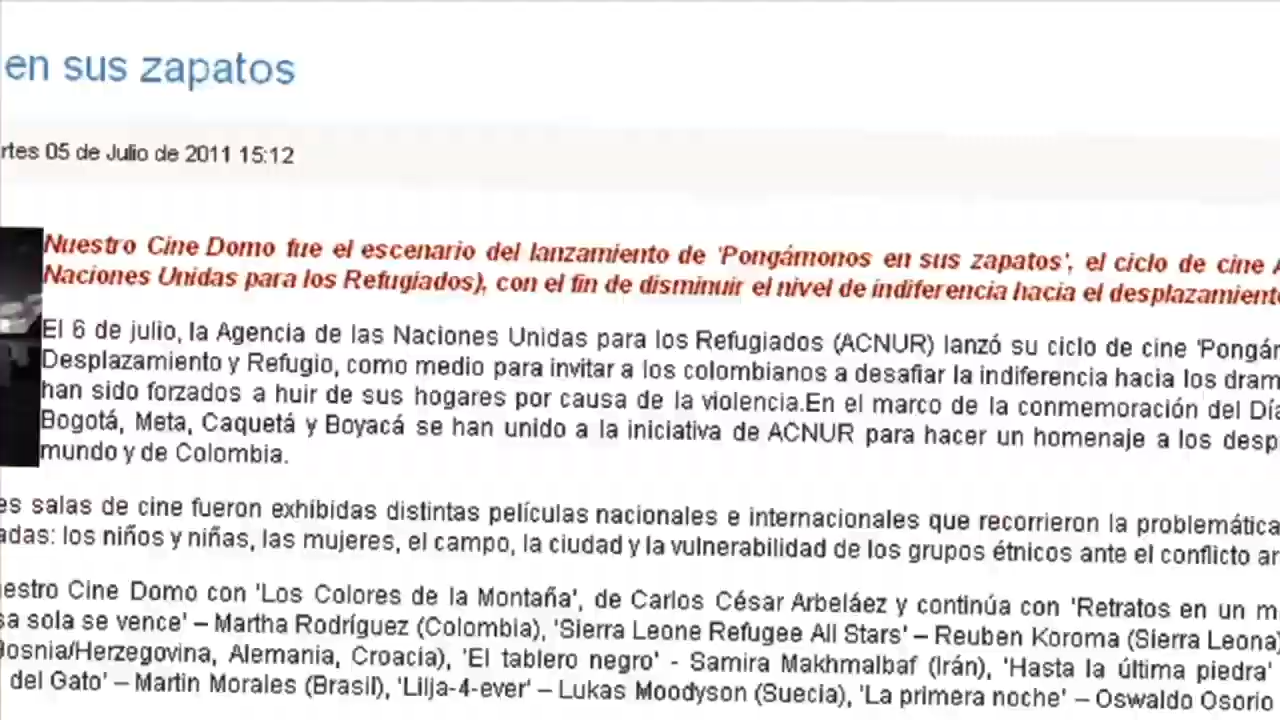 en sus zapatos
rtes 05 de Julio de 2011 15:12
Nuestro Cine Domo fue el escenario del lanzamiento de 'Pongámonos en sus zapatos', el ciclo de cine
Naciones Unidas para los Refugiados), con el fin de disminuir el nivel de indiferencia hacia el desplazamient
El 6 de julio, la Agencia de las Naciones Unidas para los Refugiados (ACNUR) lanzó su ciclo de cine 'Pongám
Desplazamiento y Refugio, como medio para invitar a los colombianos a desafiar la indiferencia hacia los dram
han sido forzados a huir de sus hogares por causa de la violencia.En el marco de la conmemoración del Día
Bogotá, Meta, Caquetá y Boyacá se han unido a la iniciativa de ACNUR para hacer un homenaje a los desp
mundo y de Colombia.
es salas de cine fueron exhibidas distintas películas nacionales e internacionales que recorrieron la problemática
adas: los niños y niñas, las mujeres, el campo, la ciudad y la vulnerabilidad de los grupos étnicos ante el conflicto ar
estro Cine Domo con 'Los Colores de la Montaña', de Carlos César Arbeláez y continúa con 'Retratos en un m
sa sola se vence' – Martha Rodríguez (Colombia), 'Sierra Leone Refugee All Stars' – Reuben Koroma (Sierra Leona)
Bosnia/Herzegovina, Alemania, Croacia), 'El tablero negro' - Samira Makhmalbaf (Irán), 'Hasta la última piedra'
del Gato' – Martin Morales (Brasil), 'Lilja-4-ever' – Lukas Moodyson (Suecia), 'La primera noche' – Oswaldo Osorio